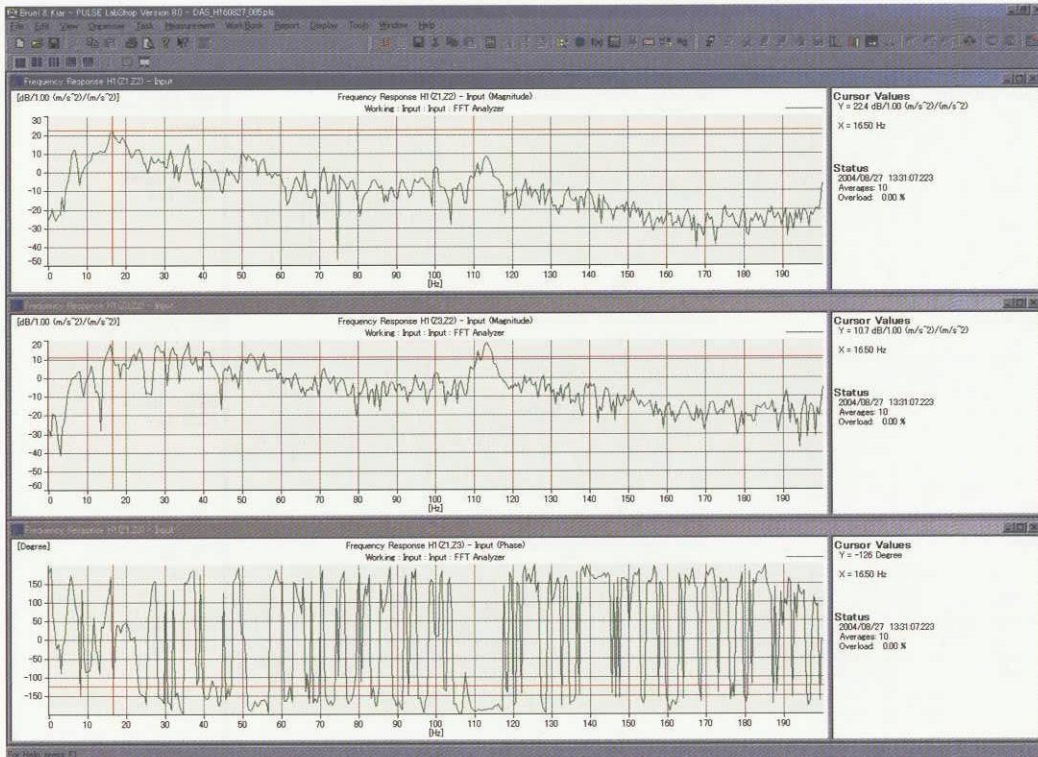 Bruel & Kjar - PULSE LabShop Version 8.0 - DAS_H160827_005.pls
File Edit View Organiser Task Measurement WorkBook Report Display Tools Window Help
Frequency Response H1(Z1,Z2) - Input
[dB/1.00 (m/s^2)/(m/s^2)]
Frequency Response H1(Z1,Z2) - Input (Magnitude)
Working : Input : Input : FFT Analyzer
30
20
10
0
-10
-20
-30
-40
-50
0 10 20 30 40 50 60 70 80 90 100 110 120 130 140 150 160 170 180 190
[Hz]
Cursor Values
Y = 22.4 dB/1.00 (m/s^2)/(m/s^2)
X = 16.50 Hz
Status
2004/08/27 13:31:07.223
Averages: 10
Overload: 0.00 %
Frequency Response H1(Z3,Z2) - Input
[dB/1.00 (m/s^2)/(m/s^2)]
Frequency Response H1(Z3,Z2) - Input (Magnitude)
Working : Input : Input : FFT Analyzer
20
10
0
-10
-20
-30
-40
-50
-60
0 10 20 30 40 50 60 70 80 90 100 110 120 130 140 150 160 170 180 190
[Hz]
Cursor Values
Y = 10.7 dB/1.00 (m/s^2)/(m/s^2)
X = 16.50 Hz
Status
2004/08/27 13:31:07.223
Averages: 10
Overload: 0.00 %
Frequency Response H1(Z1,Z3) - Input
[Degree]
Frequency Response H1(Z1,Z3) - Input (Phase)
Working : Input : Input : FFT Analyzer
150
100
50
0
-50
-100
-150
0 10 20 30 40 50 60 70 80 90 100 110 120 130 140 150 160 170 180 190
[Hz]
Cursor Values
Y = -126 Degree
X = 16.50 Hz
Status
2004/08/27 13:31:07.223
Averages: 10
Overload: 0.00 %
For Help, press F1